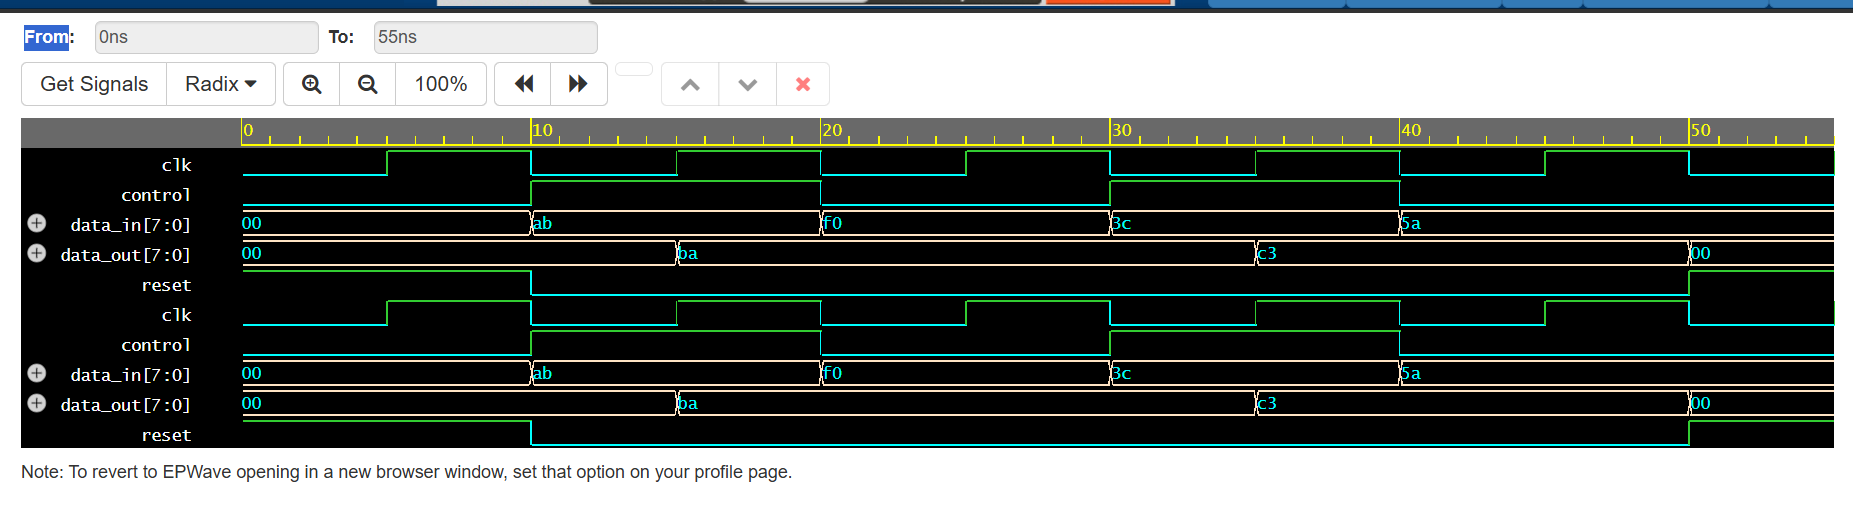 From: 0ns To: 55ns
Get Signals Radix 100%
0 10 20 30 40 50
clk
control
data_in[7:0] 00 ab f0 3c 5a
data_out[7:0] 00 ba c3 00
reset
clk
control
data_in[7:0] 00 ab f0 3c 5a
data_out[7:0] 00 ba c3 00
reset
Note: To revert to EPWave opening in a new browser window, set that option on your profile page.